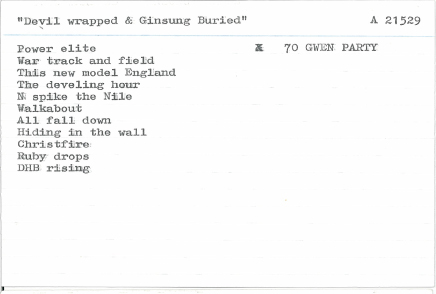 "Devil wrapped & Ginsung Buried" A 21529
Power elite 70 GWEN PARTY
War track and field
This new model England
The develing hour
N spike the Nile
Walkabout
All fall down
Hiding in the wall
Christfire
Ruby drops
DHB rising